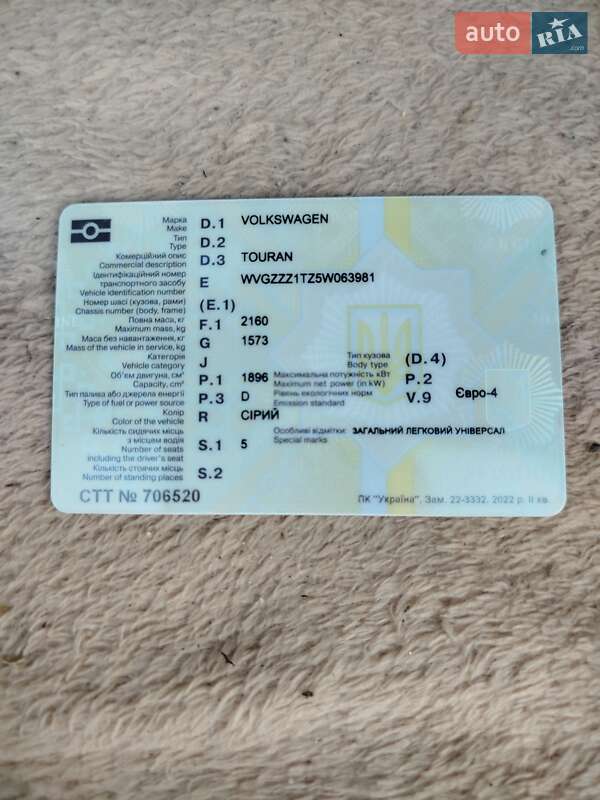 auto RIA .com
Марка
Make D.1 VOLKSWAGEN
Тип
Type D.2
Комерційний опис
Commercial description D.3 TOURAN
Ідентифікаційний номер
транспортного засобу E WVGZZZ1TZ5W063981
Vehicle identification number
Номер шасі (кузова, рами)
Chassis number (body, frame) (E.1)
Повна маса, кг
Maximum mass, kg F.1 2160
Маса без навантаження, кг
Mass of the vehicle in service, kg G 1573
Категорія Тип кузова
Vehicle category J Body type (D.4)
Об'єм двигуна, см³ Максимальна потужність кВт
Capacity, cm³ P.1 1896 Maximum net power (in kW) P.2
Тип палива або джерела енергії Рівень екологічних норм
Type of fuel or power source P.3 D Emission standard V.9 Євро-4
Колір
Color of the vehicle R СІРИЙ
Кількість сидячих місць Особливі відмітки: ЗАГАЛЬНИЙ ЛЕГКОВИЙ УНІВЕРСАЛ
з місцем водія Special marks
Number of seats S.1 5
including the driver's seat
Кількість стоячих місць
Number of standing places S.2
СТТ № 706520 ПК "Україна", Зам. 22-3332, 2022 р. ІІ кв.